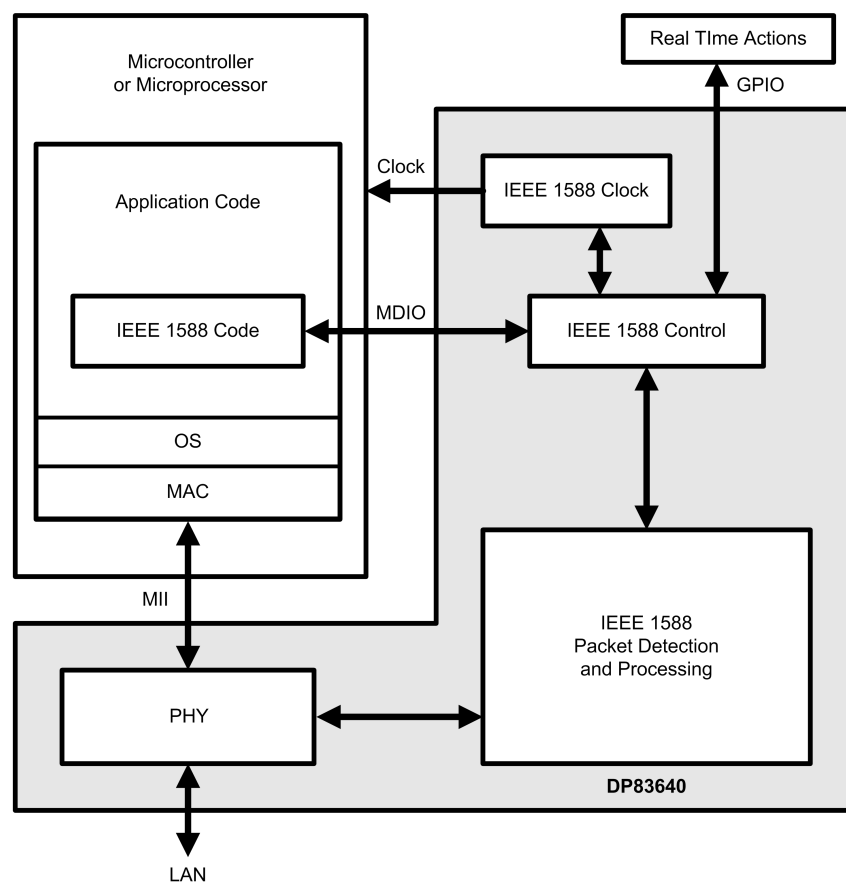 Microcontroller
or Microprocessor
Real TIme Actions
GPIO
Clock
IEEE 1588 Clock
Application Code
IEEE 1588 Code
MDIO
IEEE 1588 Control
OS
MAC
MII
IEEE 1588
Packet Detection
and Processing
PHY
DP83640
LAN